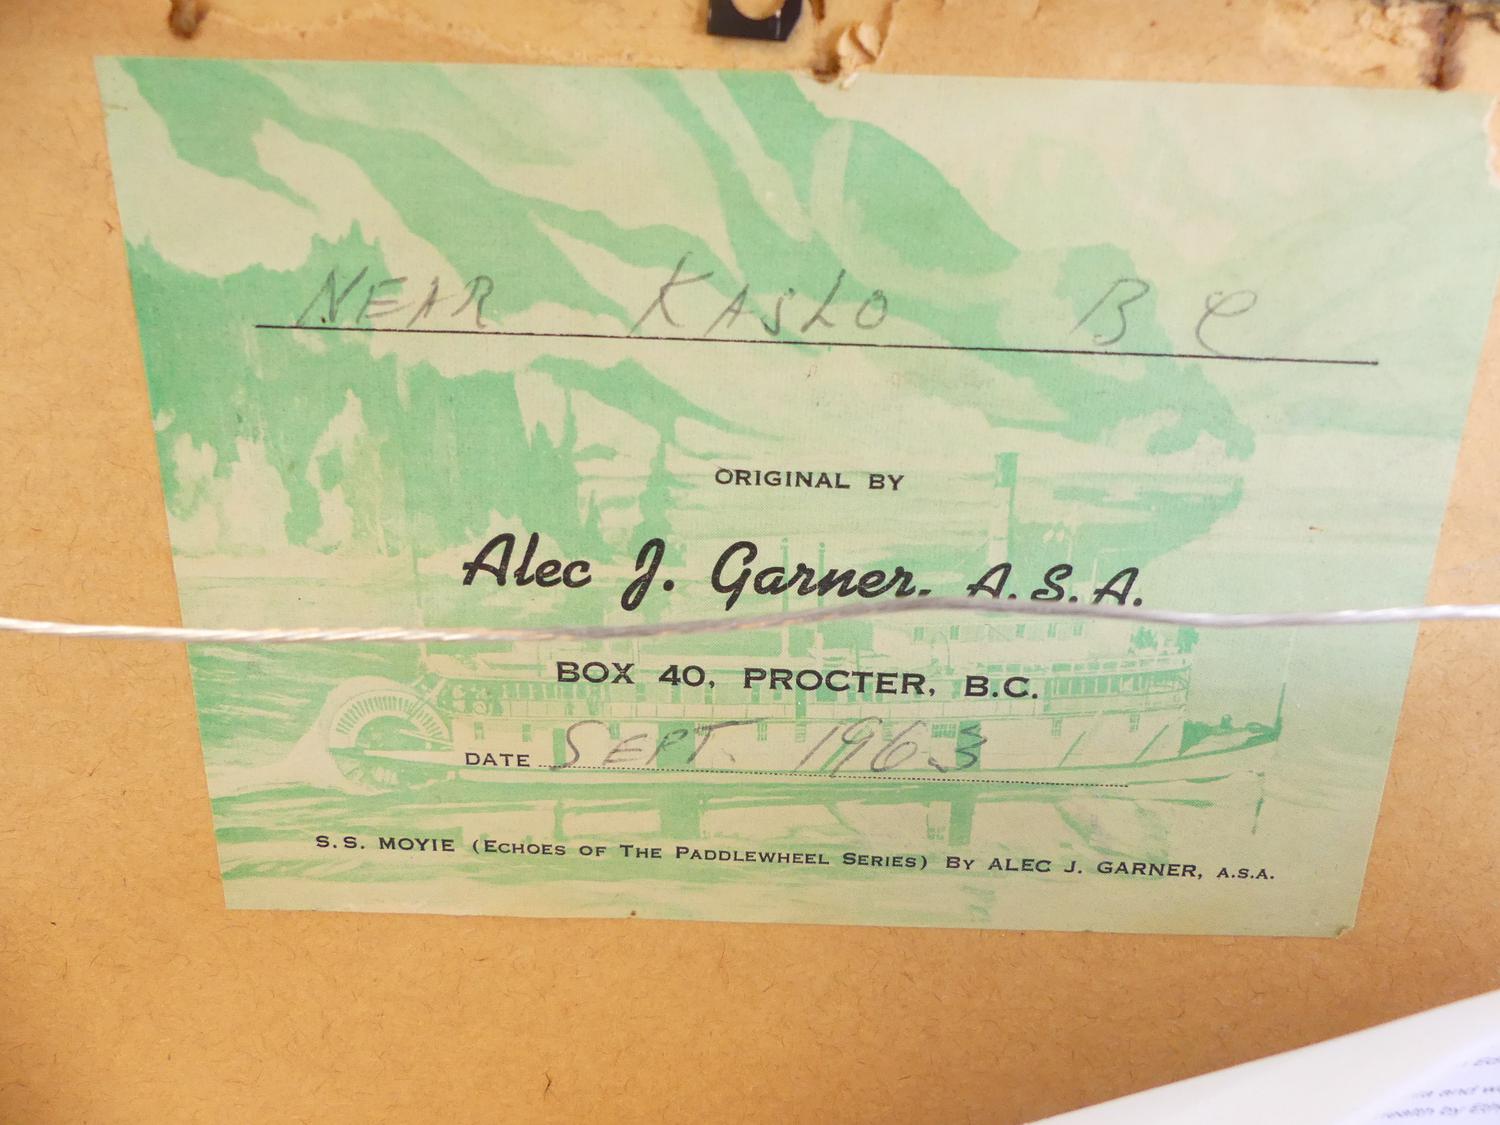 NEAR KASLO B C
ORIGINAL BY
Alec J. Garner. A.S.A.
BOX 40, PROCTER, B.C.
DATE SEPT. 1963
S.S. MOYIE (ECHOES OF THE PADDLEWHEEL SERIES) BY ALEC J. GARNER, A.S.A.
and